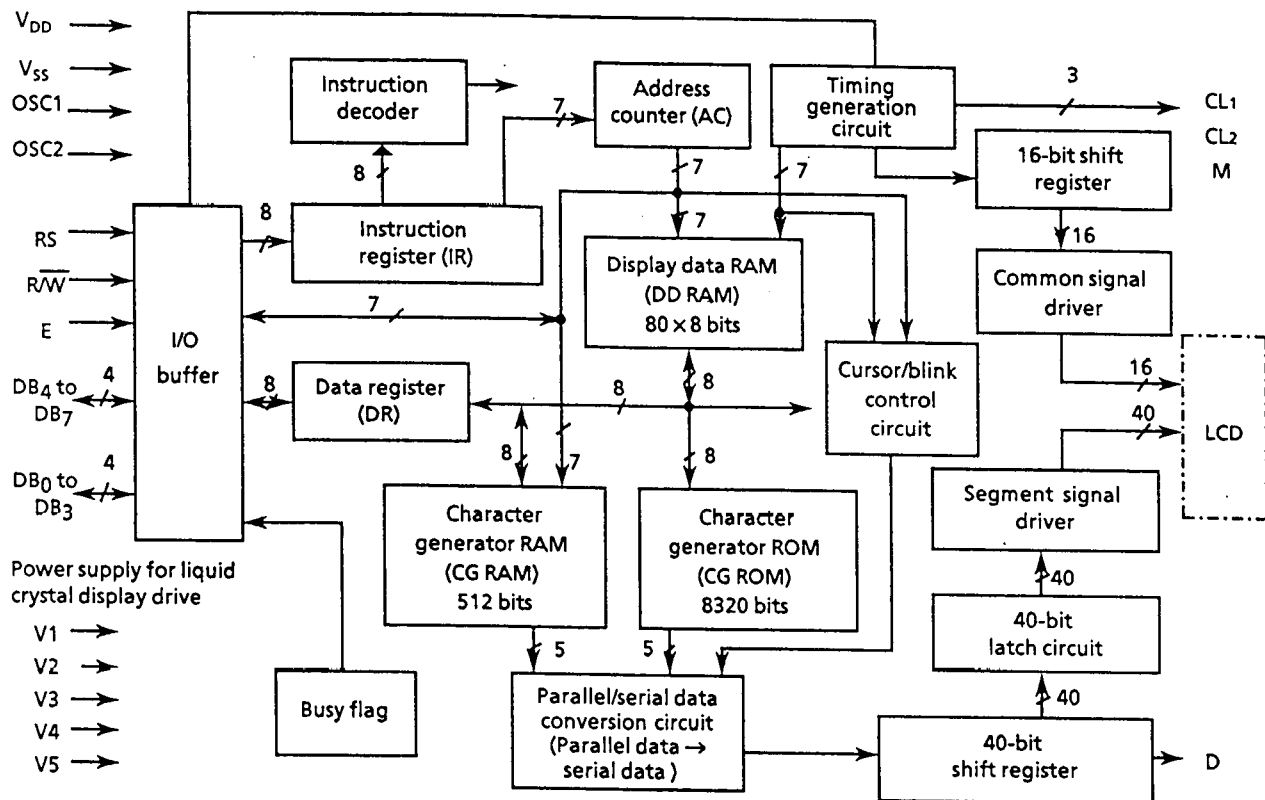 VDD
VSS
OSC1
OSC2
RS
R/W
E
DB4 to
DB7
4
DB0 to
DB3
4
Power supply for liquid
crystal display drive
V1
V2
V3
V4
V5
I/O
buffer
Instruction
decoder
8
8
Instruction
register (IR)
7
Address
counter (AC)
7
7
7
Timing
generation
circuit
3
CL1
CL2
M
16-bit shift
register
16
Common signal
driver
16
40
LCD
Display data RAM
(DD RAM)
80 × 8 bits
7
8
Data register
(DR)
8
8
Cursor/blink
control
circuit
8
7
8
Character
generator RAM
(CG RAM)
512 bits
Character
generator ROM
(CG ROM)
8320 bits
5
5
Segment signal
driver
40
40-bit
latch circuit
40
Busy flag
Parallel/serial data
conversion circuit
(Parallel data →
serial data)
40-bit
shift register
D